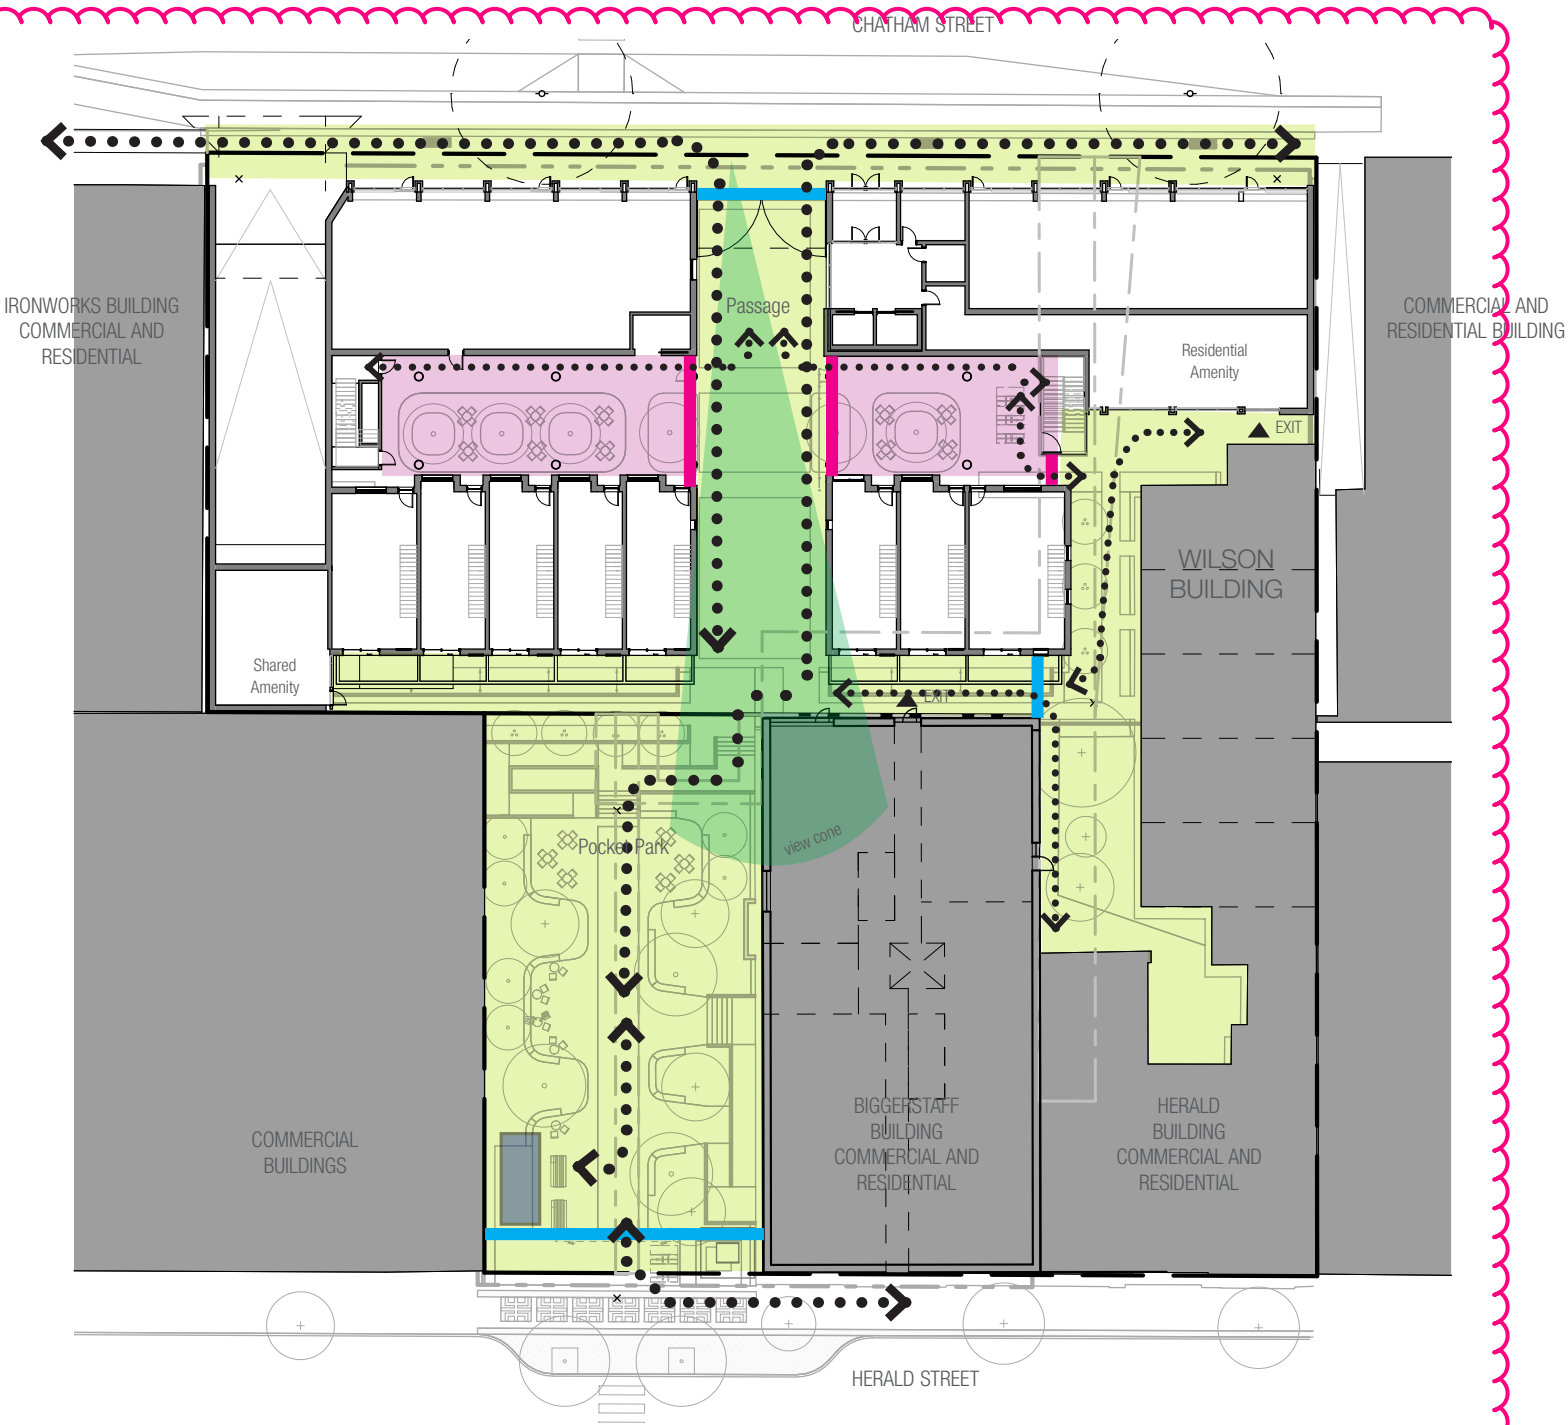 CHATHAM STREET
IRONWORKS BUILDING
COMMERCIAL AND
RESIDENTIAL
Passage
COMMERCIAL AND
RESIDENTIAL BUILDING
Residential
Amenity
EXIT
WILSON
BUILDING
Shared
Amenity
EXIT
view cone
Pocket Park
COMMERCIAL
BUILDINGS
BIGGERSTAFF
BUILDING
COMMERCIAL AND
RESIDENTIAL
HERALD
BUILDING
COMMERCIAL AND
RESIDENTIAL
HERALD STREET